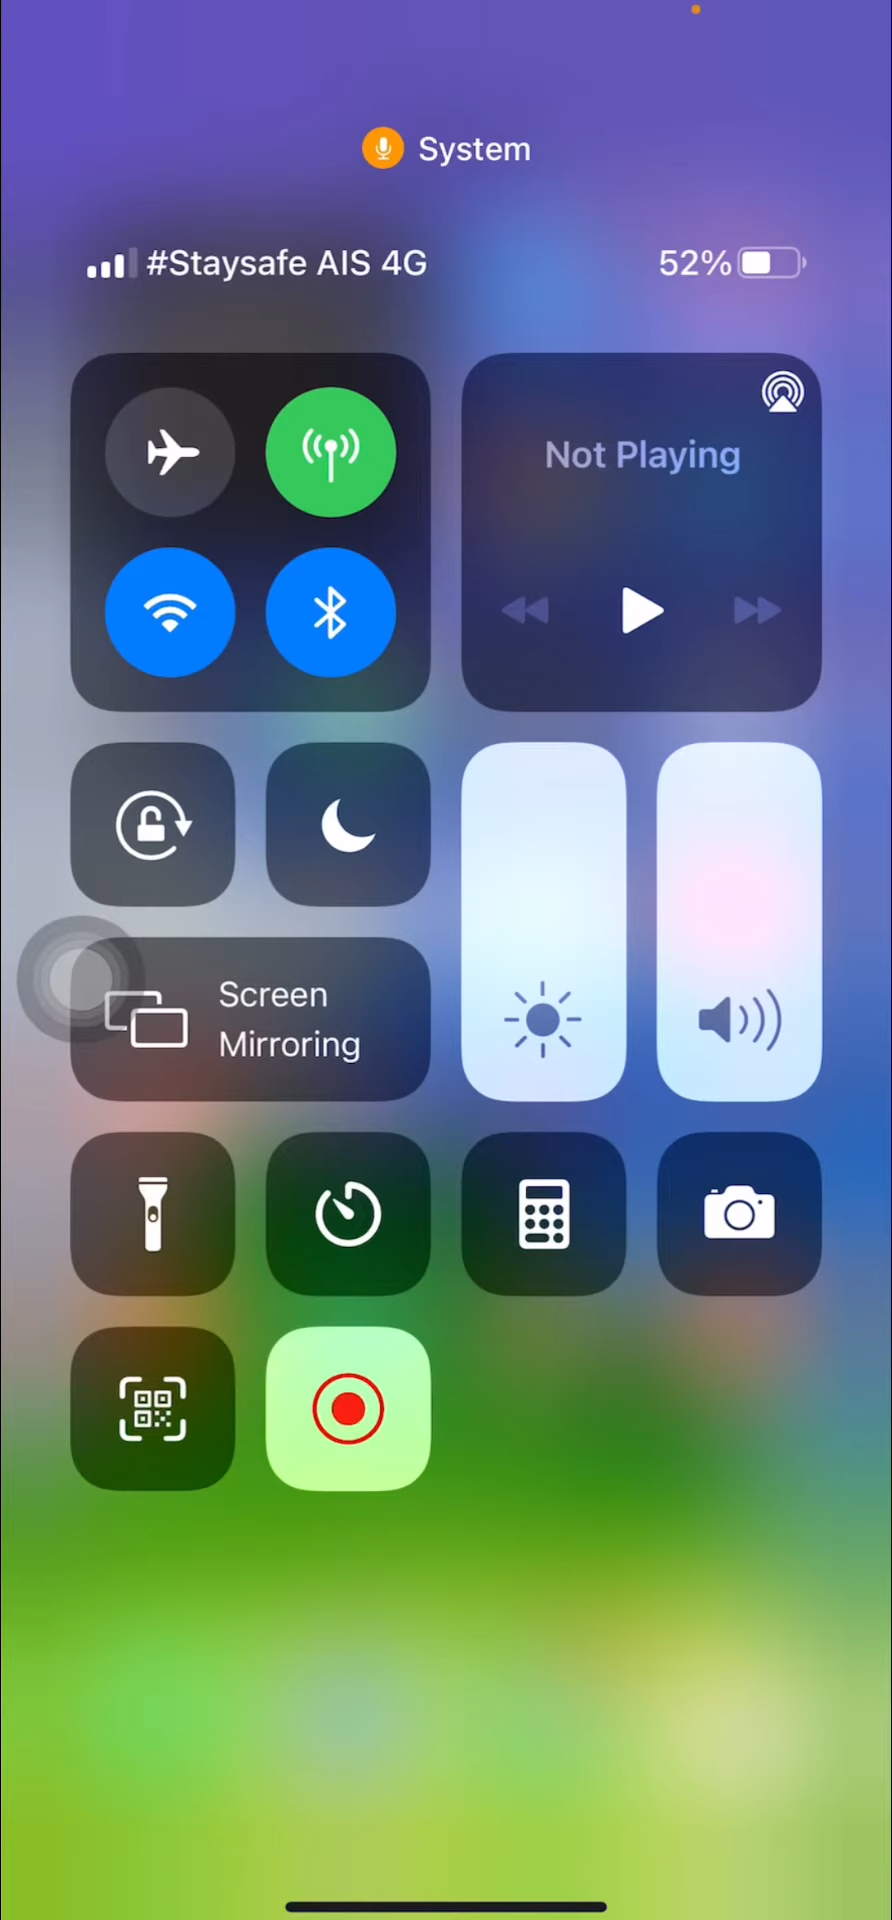 System
#Staysafe AIS 4G
52%
Not Playing
Screen
Mirroring